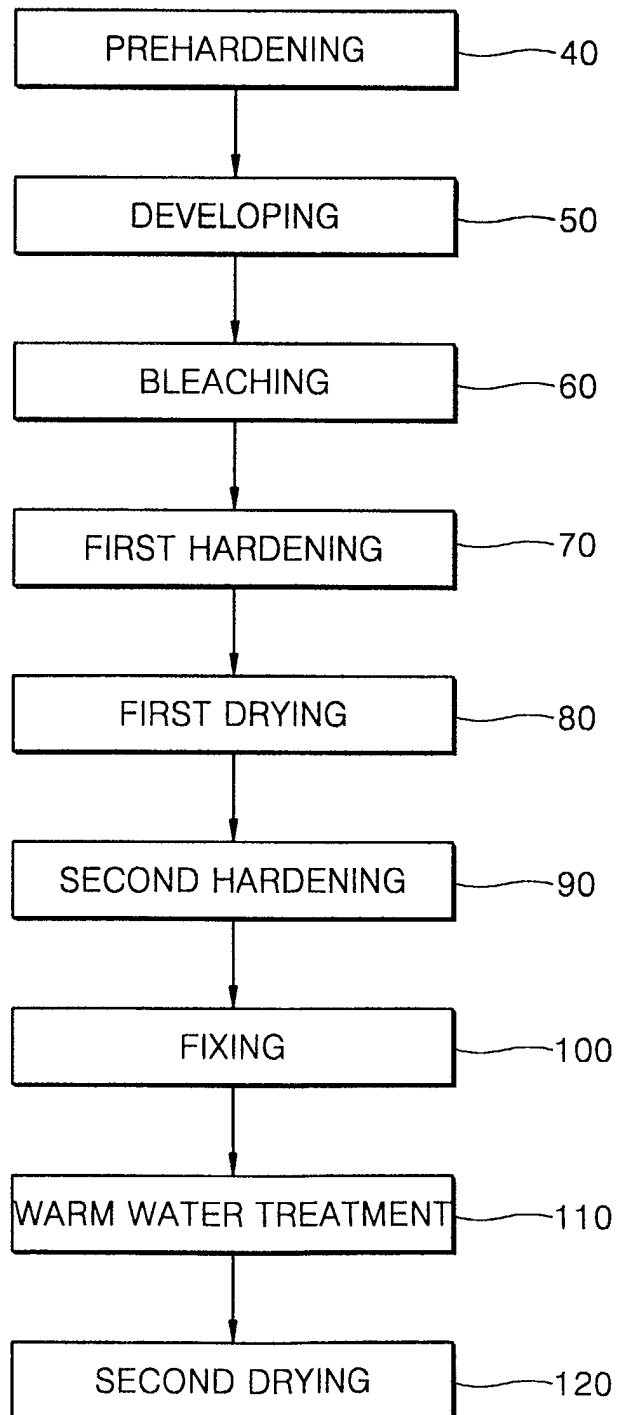 PREHARDENING 40
DEVELOPING 50
BLEACHING 60
FIRST HARDENING 70
FIRST DRYING 80
SECOND HARDENING 90
FIXING 100
WARM WATER TREATMENT 110
SECOND DRYING 120